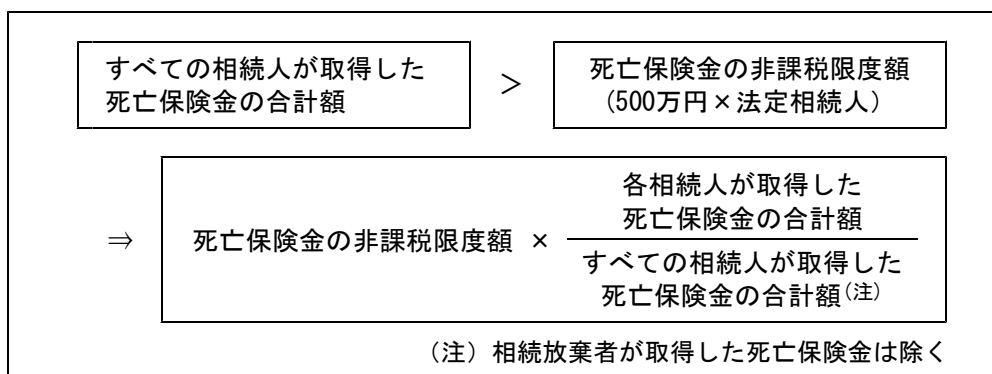 すべての相続人が取得した
死亡保険金の合計額
>
死亡保険金の非課税限度額
(500万円×法定相続人)
⇒
死亡保険金の非課税限度額 ×
各相続人が取得した
死亡保険金の合計額
すべての相続人が取得した
死亡保険金の合計額(注)
(注)相続放棄者が取得した死亡保険金は除く